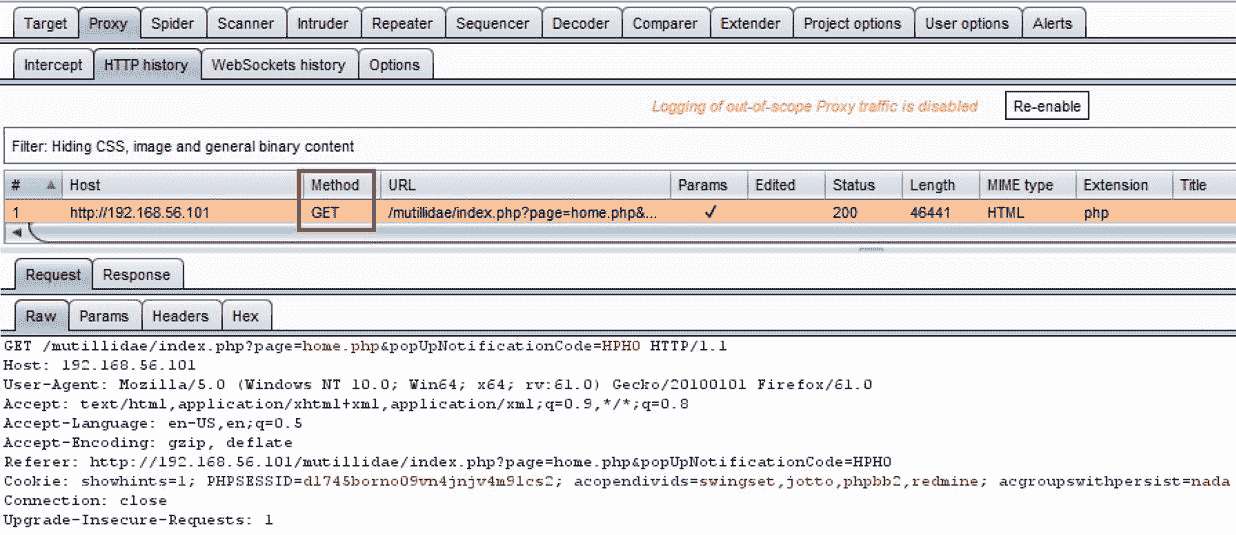 Target Proxy Spider Scanner Intruder Repeater Sequencer Decoder Comparer Extender Project options User options Alerts
Intercept HTTP history WebSockets history Options
Logging of out-of-scope Proxy traffic is disabled Re-enable
Filter: Hiding CSS, image and general binary content
# Host Method URL Params Edited Status Length MIME type Extension Title
1 http://192.168.56.101 GET /mutillidae/index.php?page=home.php&... ✓ 200 46441 HTML php
Request Response
Raw Params Headers Hex
GET /mutillidae/index.php?page=home.php&popUpNotificationCode=HPH0 HTTP/1.1
Host: 192.168.56.101
User-Agent: Mozilla/5.0 (Windows NT 10.0; Win64; x64; rv:61.0) Gecko/20100101 Firefox/61.0
Accept: text/html,application/xhtml+xml,application/xml;q=0.9,*/*;q=0.8
Accept-Language: en-US,en;q=0.5
Accept-Encoding: gzip, deflate
Referer: http://192.168.56.101/mutillidae/index.php?page=home.php&popUpNotificationCode=HPH0
Cookie: showhints=1; PHPSESSID=d1745borno09vn4jnjv4m91cs2; acopendivids=swingset,jotto,phpbb2,redmine; acgroupswithpersist=nada
Connection: close
Upgrade-Insecure-Requests: 1